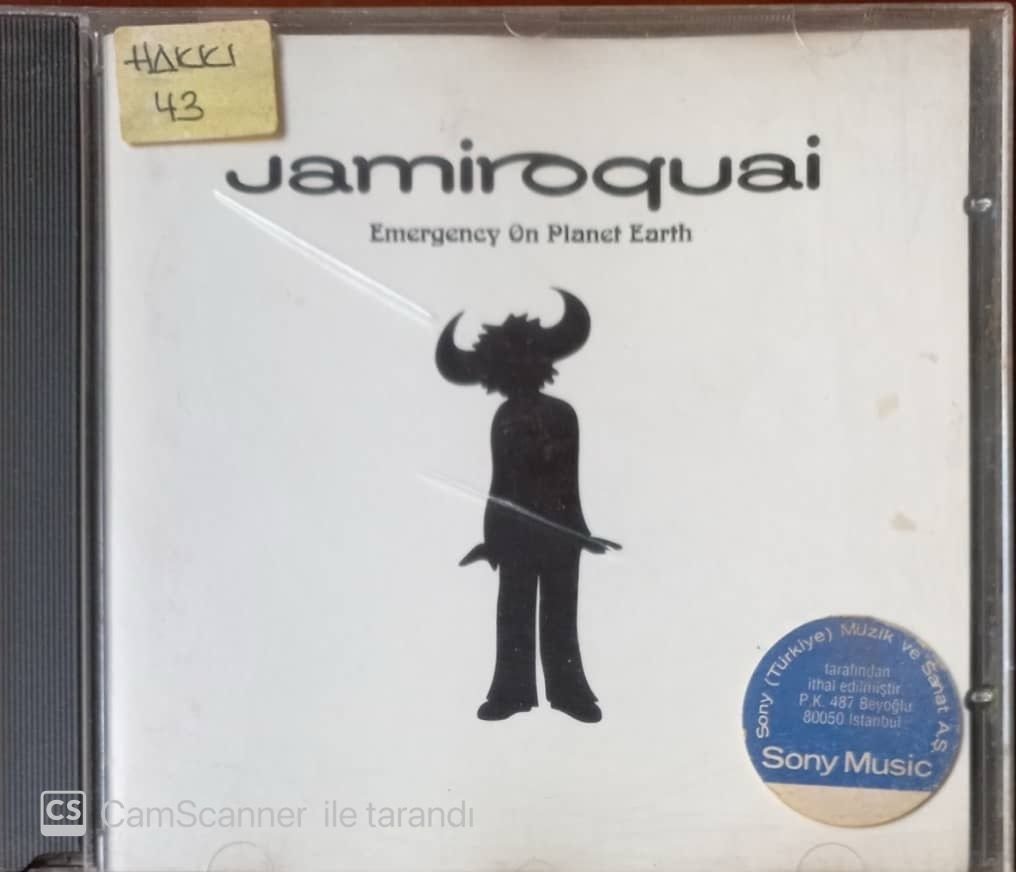 HAKKI
43
Jamiroquai
Emergency On Planet Earth
Sony (Türkiye) Müzik ve Sanat A.Ş.
tarafından
ithal edilmiştir
P.K. 487 Beyoğlu
80050 İstanbul
Sony Music
CS CamScanner ile tarandı